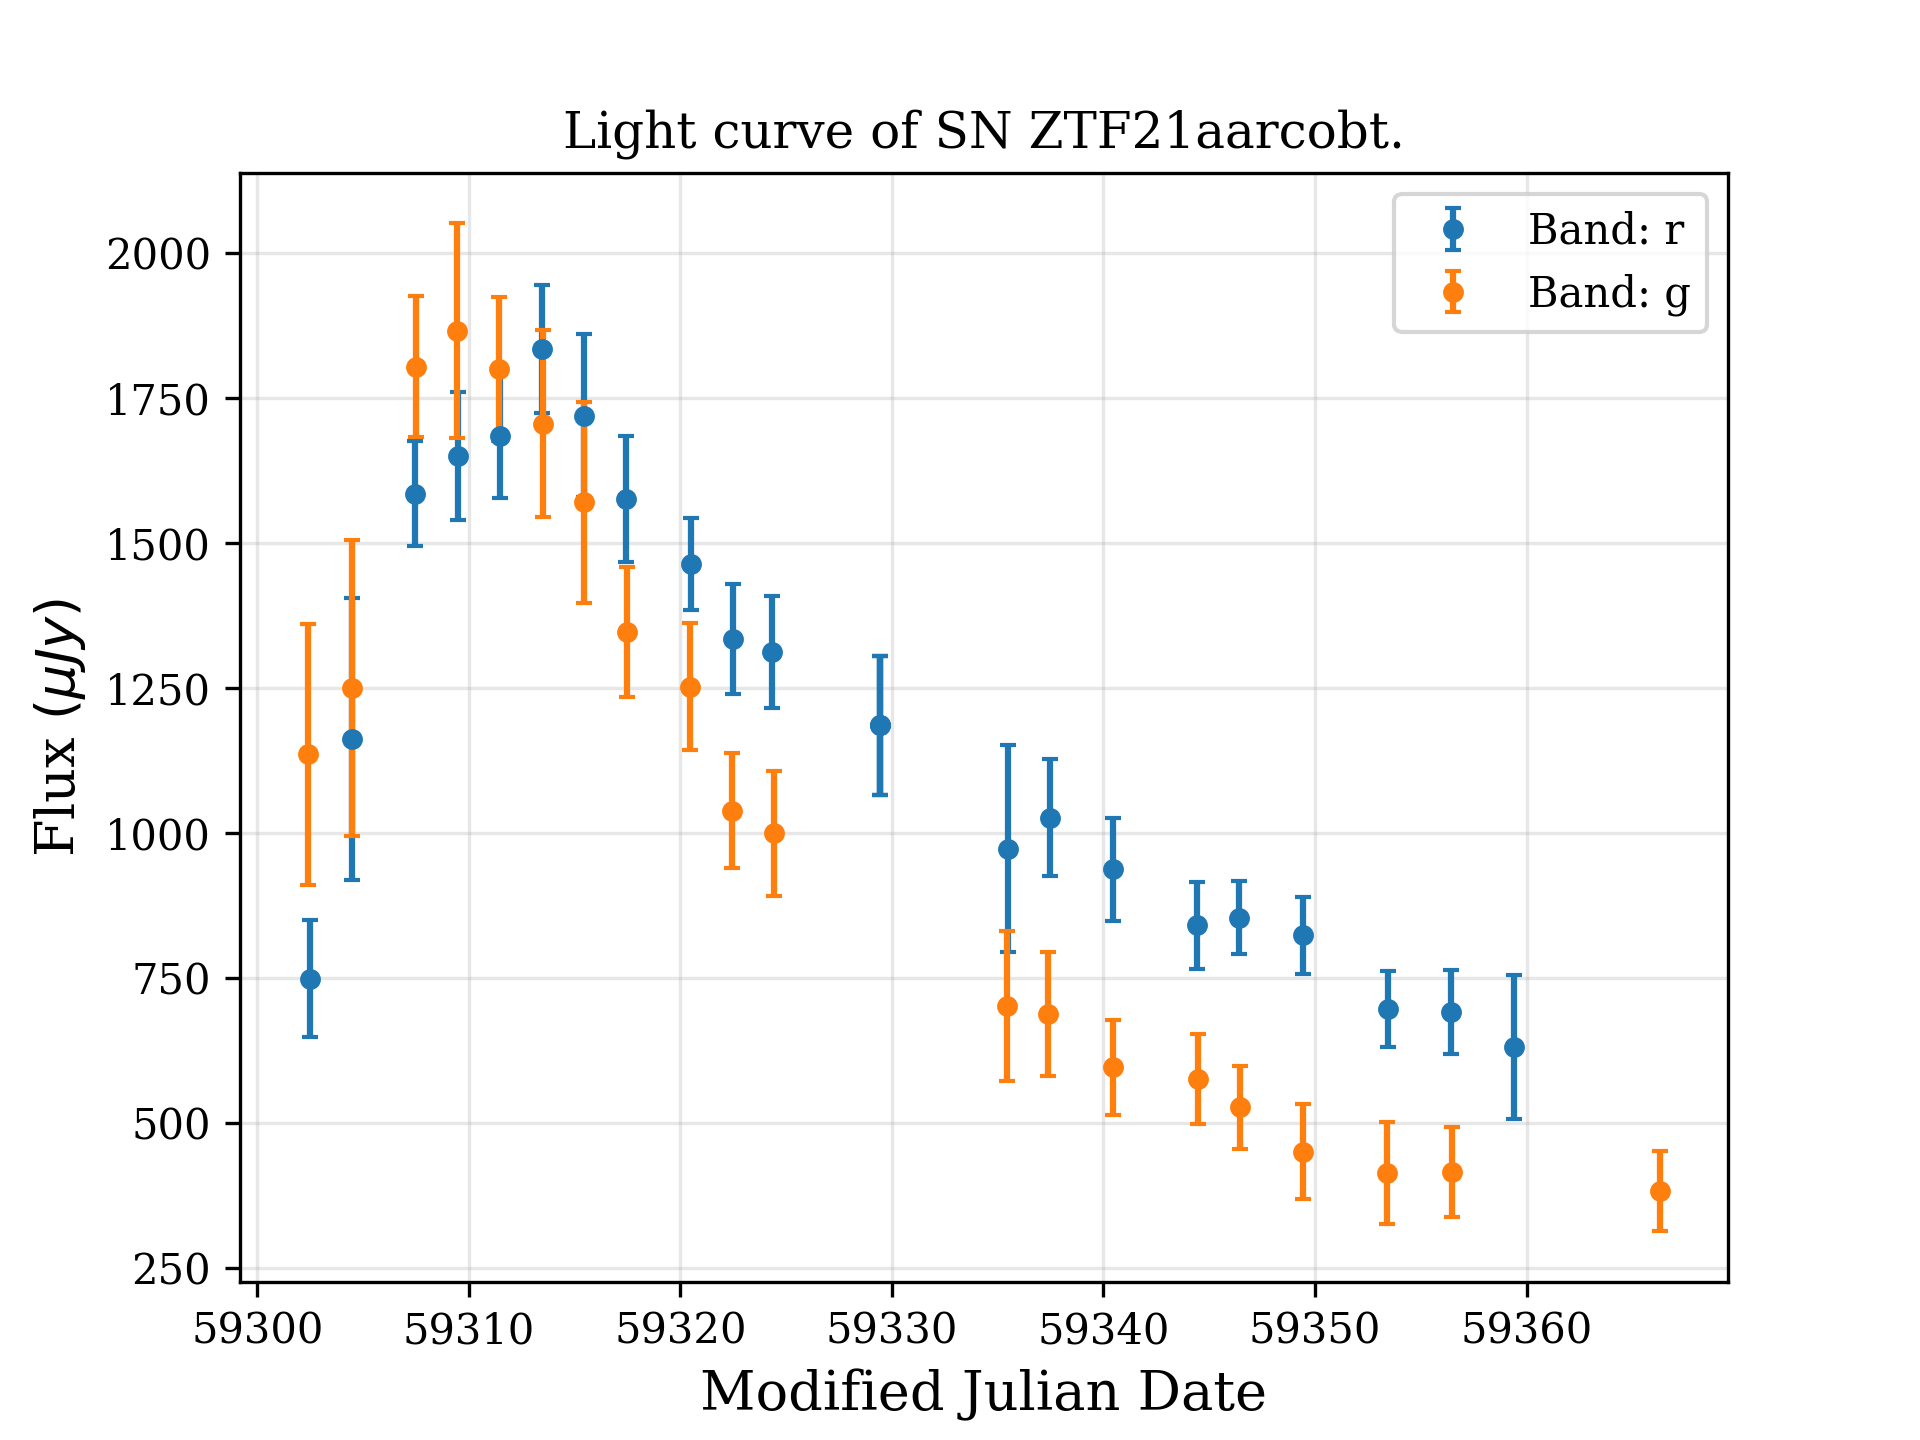 Light curve of SN ZTF21aarcobt.
Band: r
Band: g
2000
1750
1500
1250
1000
750
500
250
Flux (μJy)
59300 59310 59320 59330 59340 59350 59360
Modified Julian Date